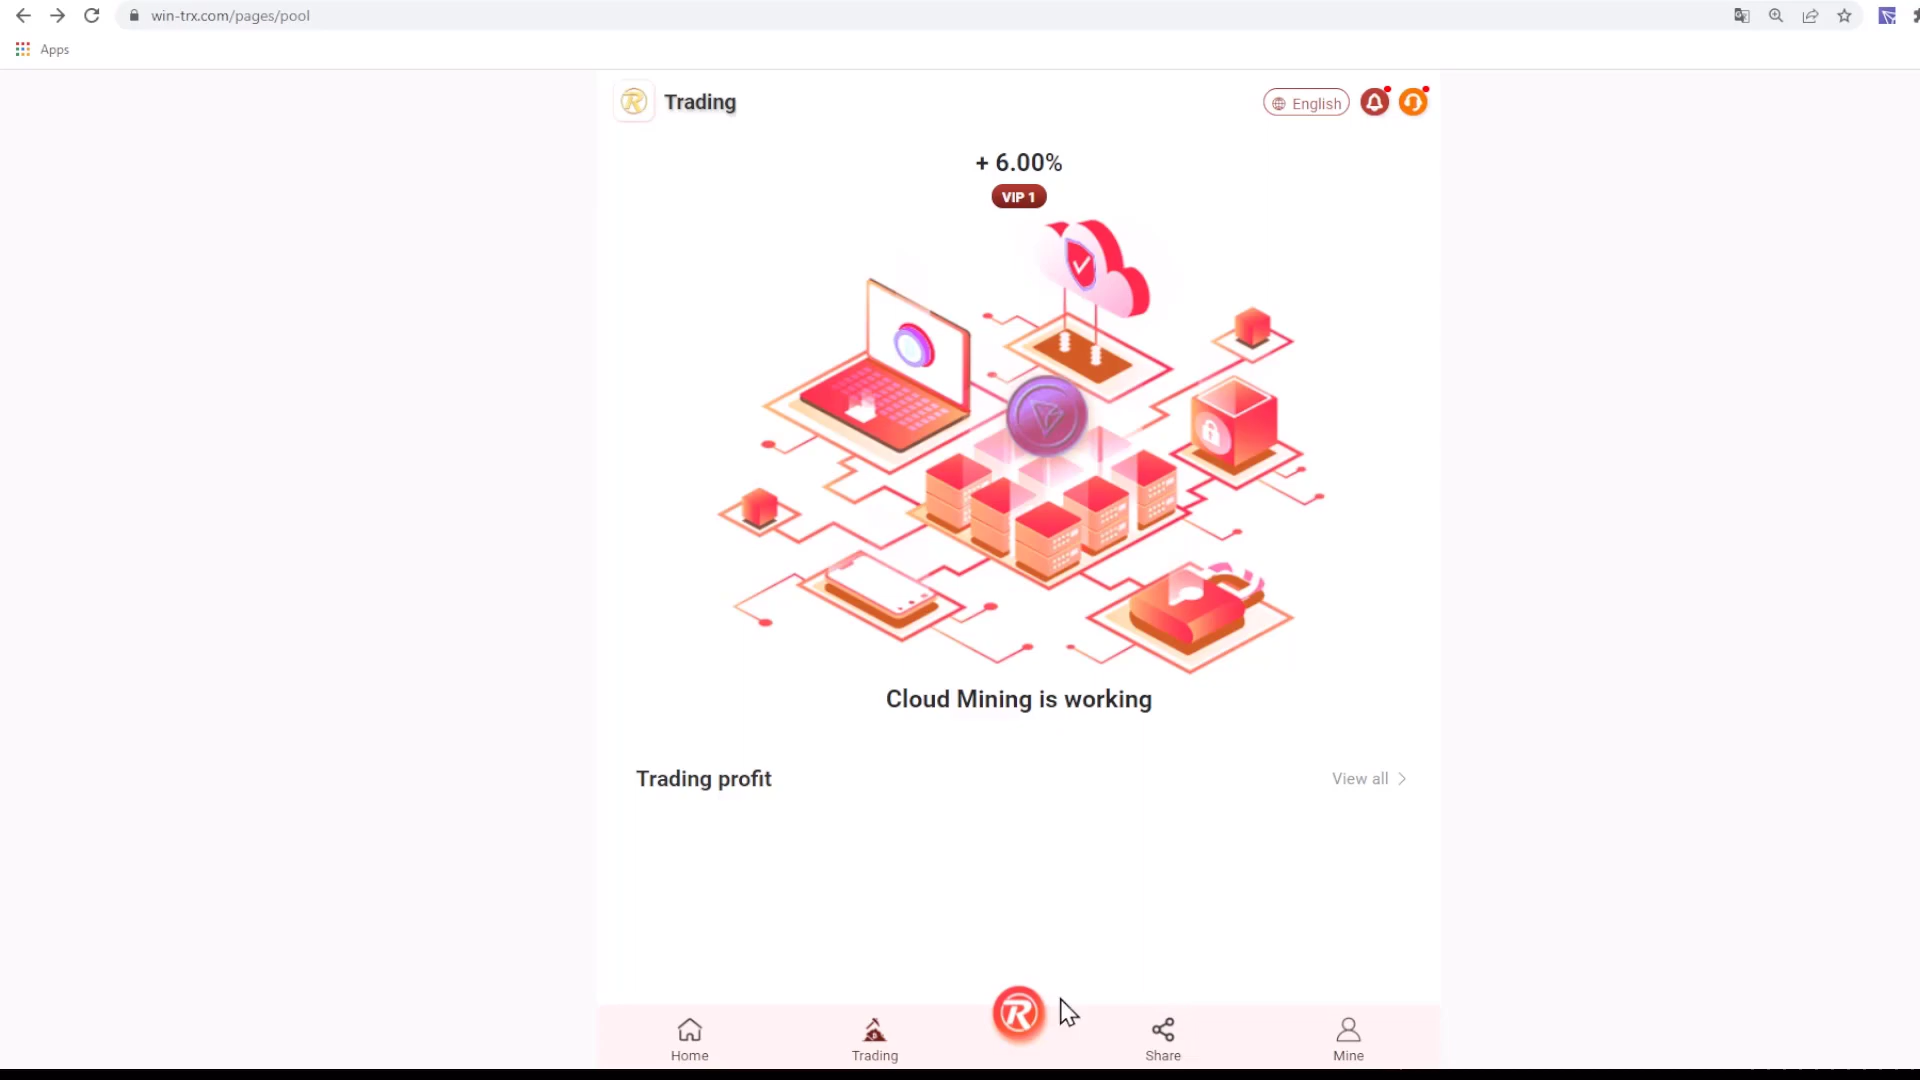 win-trx.com/pages/pool
Apps
Trading
English
+ 6.00%
VIP 1
Cloud Mining is working
Trading profit
View all
Home
Trading
Share
Mine